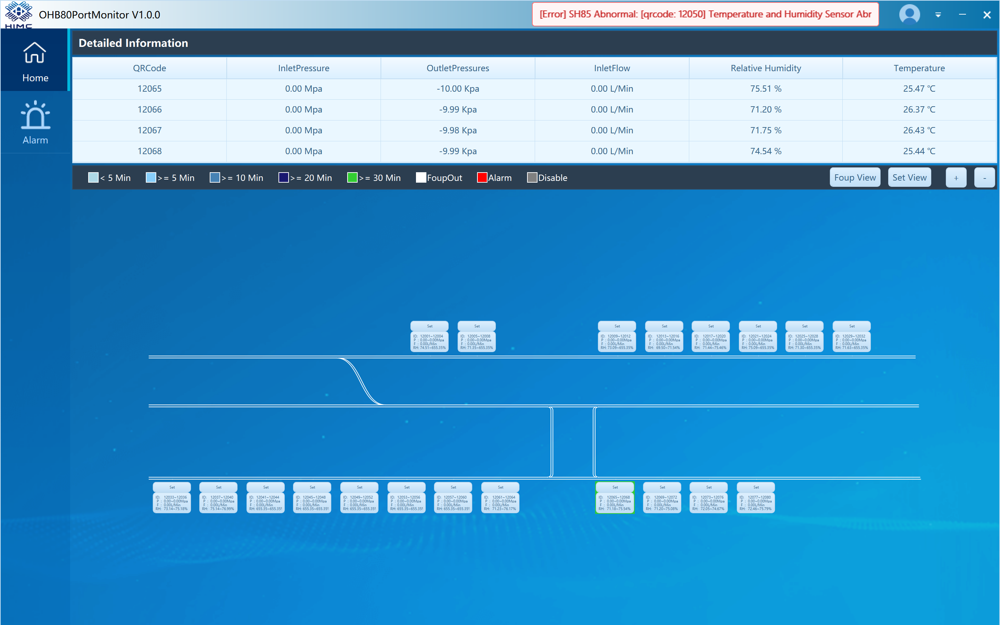 HIMC
OHB80PortMonitor V1.0.0
[Error] SH85 Abnormal: [qrcode: 12050] Temperature and Humidity Sensor Abr
Home
Alarm
Detailed Information
QRCode InletPressure OutletPressures InletFlow Relative Humidity Temperature
12065 0.00 Mpa -10.00 Kpa 0.00 L/Min 75.51 % 25.47 ℃
12066 0.00 Mpa -9.99 Kpa 0.00 L/Min 71.20 % 26.37 ℃
12067 0.00 Mpa -9.98 Kpa 0.00 L/Min 71.75 % 26.43 ℃
12068 0.00 Mpa -9.99 Kpa 0.00 L/Min 74.54 % 25.44 ℃
< 5 Min >= 5 Min >= 10 Min >= 20 Min >= 30 Min FoupOut Alarm Disable Foup View Set View + -
Set
ID: 12001~12004
P : 0.00~0.00Mpa
F : 0.00L/Min
RH: 74.51~655.35%
Set
ID: 12005~12008
P : 0.00~0.00Mpa
F : 0.00L/Min
RH: 71.35~655.35%
Set
ID: 12009~12012
P : 0.00~0.00Mpa
F : 0.00L/Min
RH: 73.09~655.35%
Set
ID: 12013~12016
P : 0.00~0.00Mpa
F : 0.00L/Min
RH: 69.50~71.54%
Set
ID: 12017~12020
P : 0.00~0.00Mpa
F : 0.00L/Min
RH: 71.44~75.46%
Set
ID: 12021~12024
P : 0.00~0.00Mpa
F : 0.00L/Min
RH: 75.09~655.35%
Set
ID: 12025~12028
P : 0.00~0.00Mpa
F : 0.00L/Min
RH: 71.30~655.35%
Set
ID: 12029~12032
P : 0.00~0.00Mpa
F : 0.00L/Min
RH: 71.63~655.35%
Set
ID: 12033~12036
P : 0.00~0.00Mpa
F : 0.00L/Min
RH: 73.14~75.18%
Set
ID: 12037~12040
P : 0.00~0.00Mpa
F : 0.00L/Min
RH: 75.14~76.99%
Set
ID: 12041~12044
P : 0.00~0.00Mpa
F : 0.00L/Min
RH: 655.35~655.35
Set
ID: 12045~12048
P : 0.00~0.00Mpa
F : 0.00L/Min
RH: 655.35~655.35
Set
ID: 12049~12052
P : 0.00~0.00Mpa
F : 0.00L/Min
RH: 655.35~655.35
Set
ID: 12053~12056
P : 0.00~0.00Mpa
F : 0.00L/Min
RH: 655.35~655.35
Set
ID: 12057~12060
P : 0.00~0.00Mpa
F : 0.00L/Min
RH: 655.35~655.35
Set
ID: 12061~12064
P : 0.00~0.00Mpa
F : 0.00L/Min
RH: 71.23~76.17%
Set
ID: 12065~12068
P : 0.00~0.00Mpa
F : 0.00L/Min
RH: 71.18~75.54%
Set
ID: 12069~12072
P : 0.00~0.00Mpa
F : 0.00L/Min
RH: 71.20~75.08%
Set
ID: 12073~12076
P : 0.00~0.00Mpa
F : 0.00L/Min
RH: 72.05~74.67%
Set
ID: 12077~12080
P : 0.00~0.00Mpa
F : 0.00L/Min
RH: 72.46~75.79%